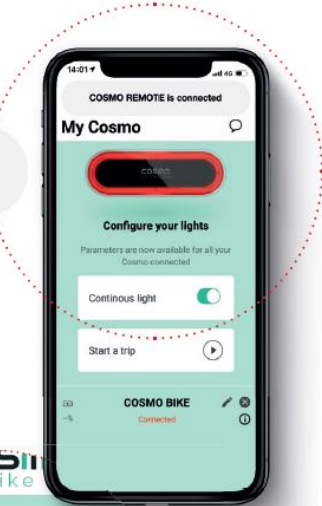 14:01
4G
COSMO REMOTE is connected
My Cosmo
COSMO
Configure your lights
Parameters are now available for all your
Cosmo connected
Continous light
Start a trip
COSMO BIKE
Connected
ike